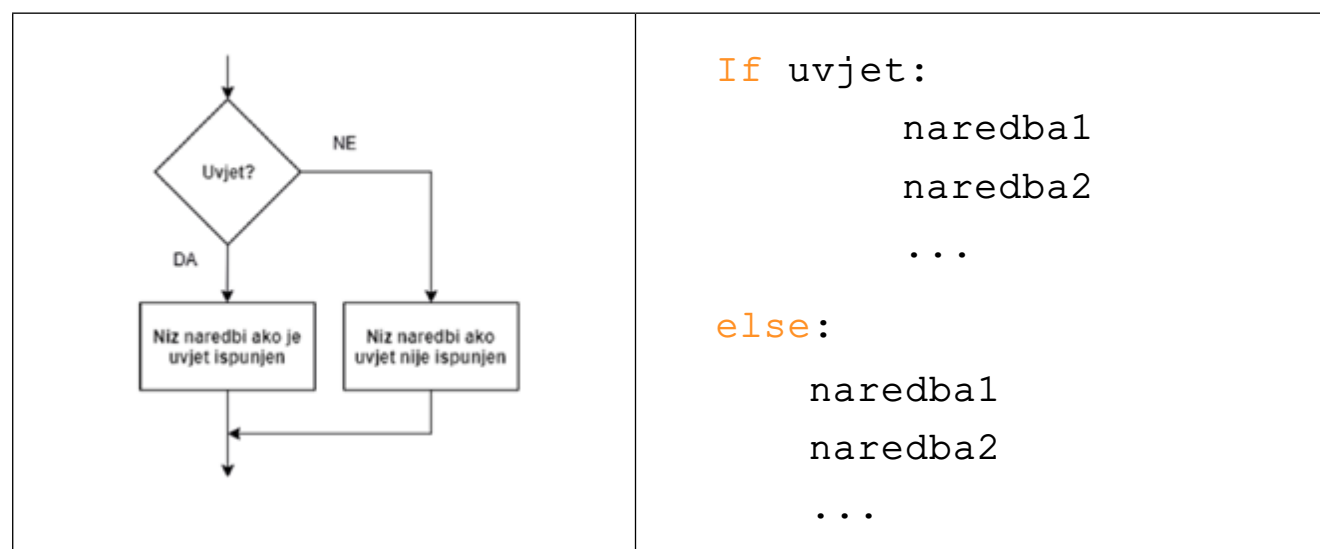 NE
Uvjet?
DA
Niz naredbi ako je
uvjet ispunjen
Niz naredbi ako
uvjet nije ispunjen
If uvjet:
naredba1
naredba2
...
else:
naredba1
naredba2
...